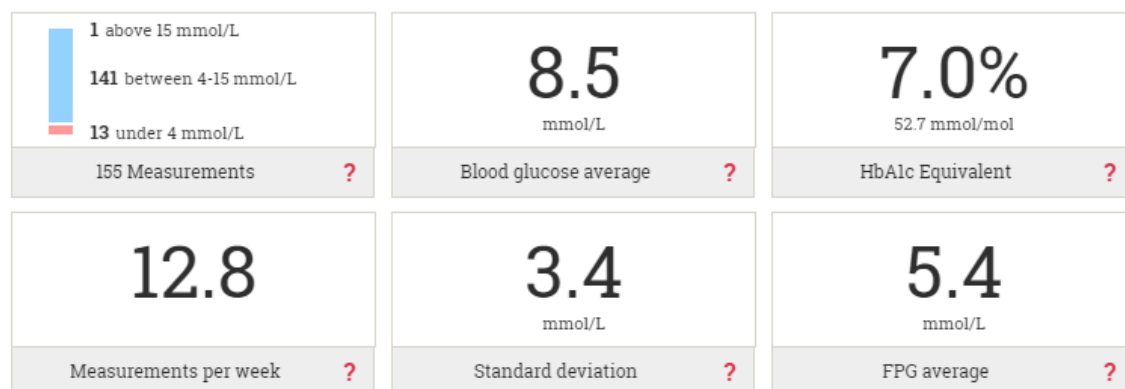 1 above 15 mmol/L
141 between 4-15 mmol/L
13 under 4 mmol/L
155 Measurements ?
8.5
mmol/L
Blood glucose average ?
7.0%
52.7 mmol/mol
HbA1c Equivalent ?
12.8
Measurements per week ?
3.4
mmol/L
Standard deviation ?
5.4
mmol/L
FPG average ?